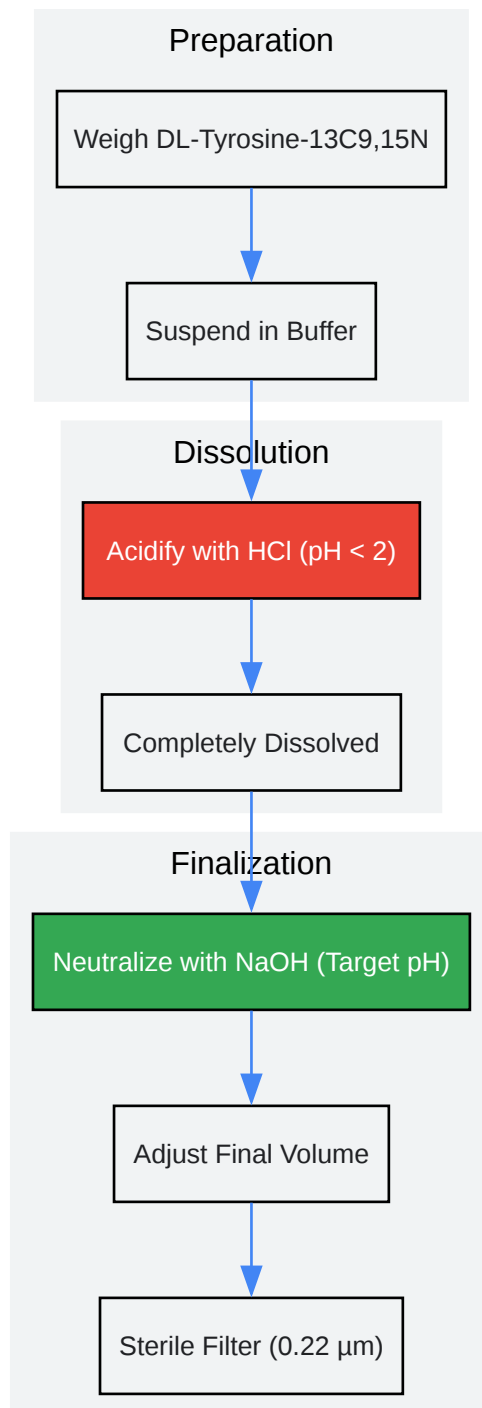 Preparation
Weigh DL-Tyrosine-13C9,15N
Suspend in Buffer
Dissolution
Acidify with HCl (pH < 2)
Completely Dissolved
Finalization
Neutralize with NaOH (Target pH)
Adjust Final Volume
Sterile Filter (0.22 µm)